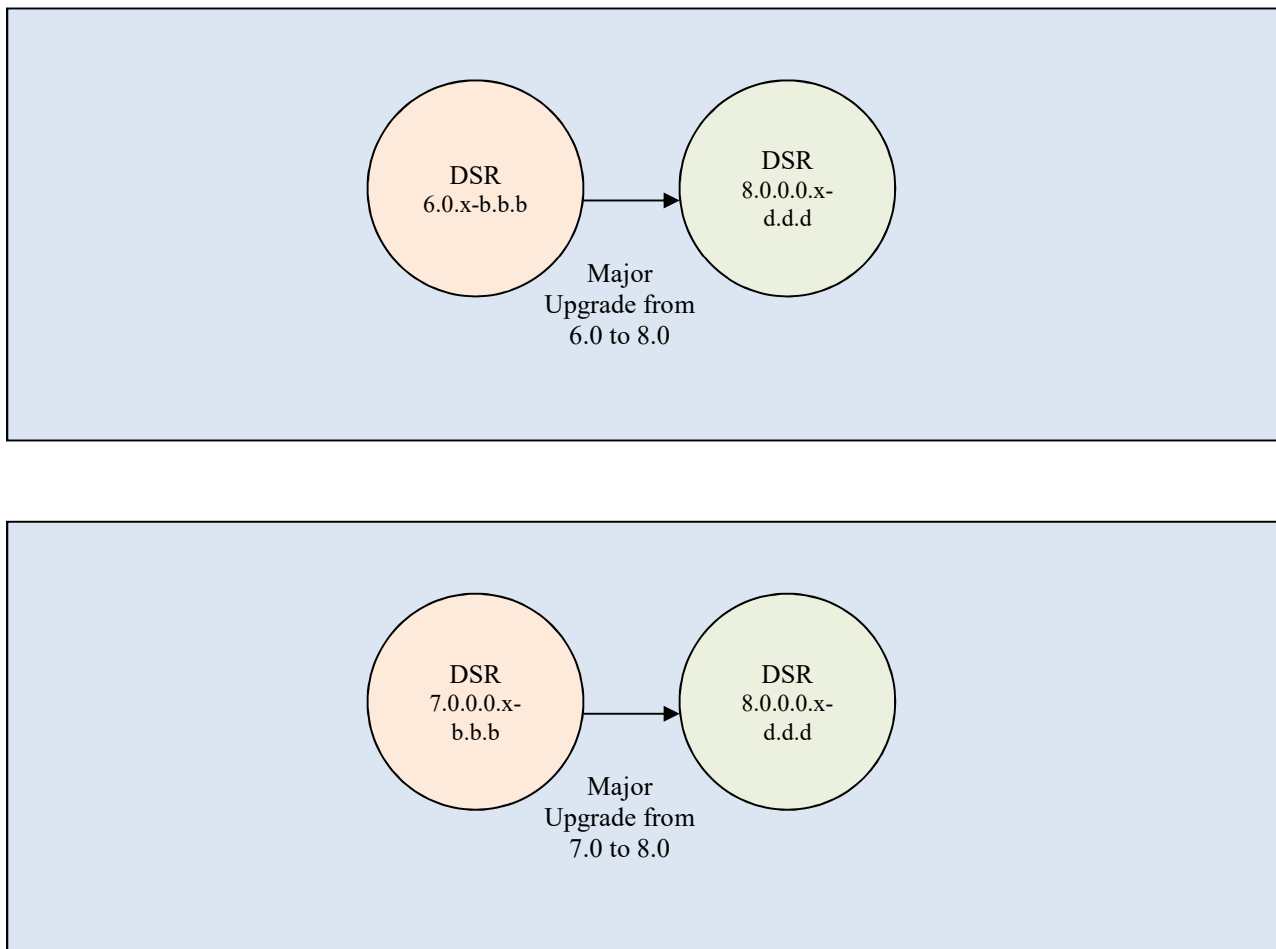 DSR
6.0.x-b.b.b
DSR
8.0.0.0.x-
d.d.d
Major
Upgrade from
6.0 to 8.0
DSR
7.0.0.0.x-
b.b.b
DSR
8.0.0.0.x-
d.d.d
Major
Upgrade from
7.0 to 8.0